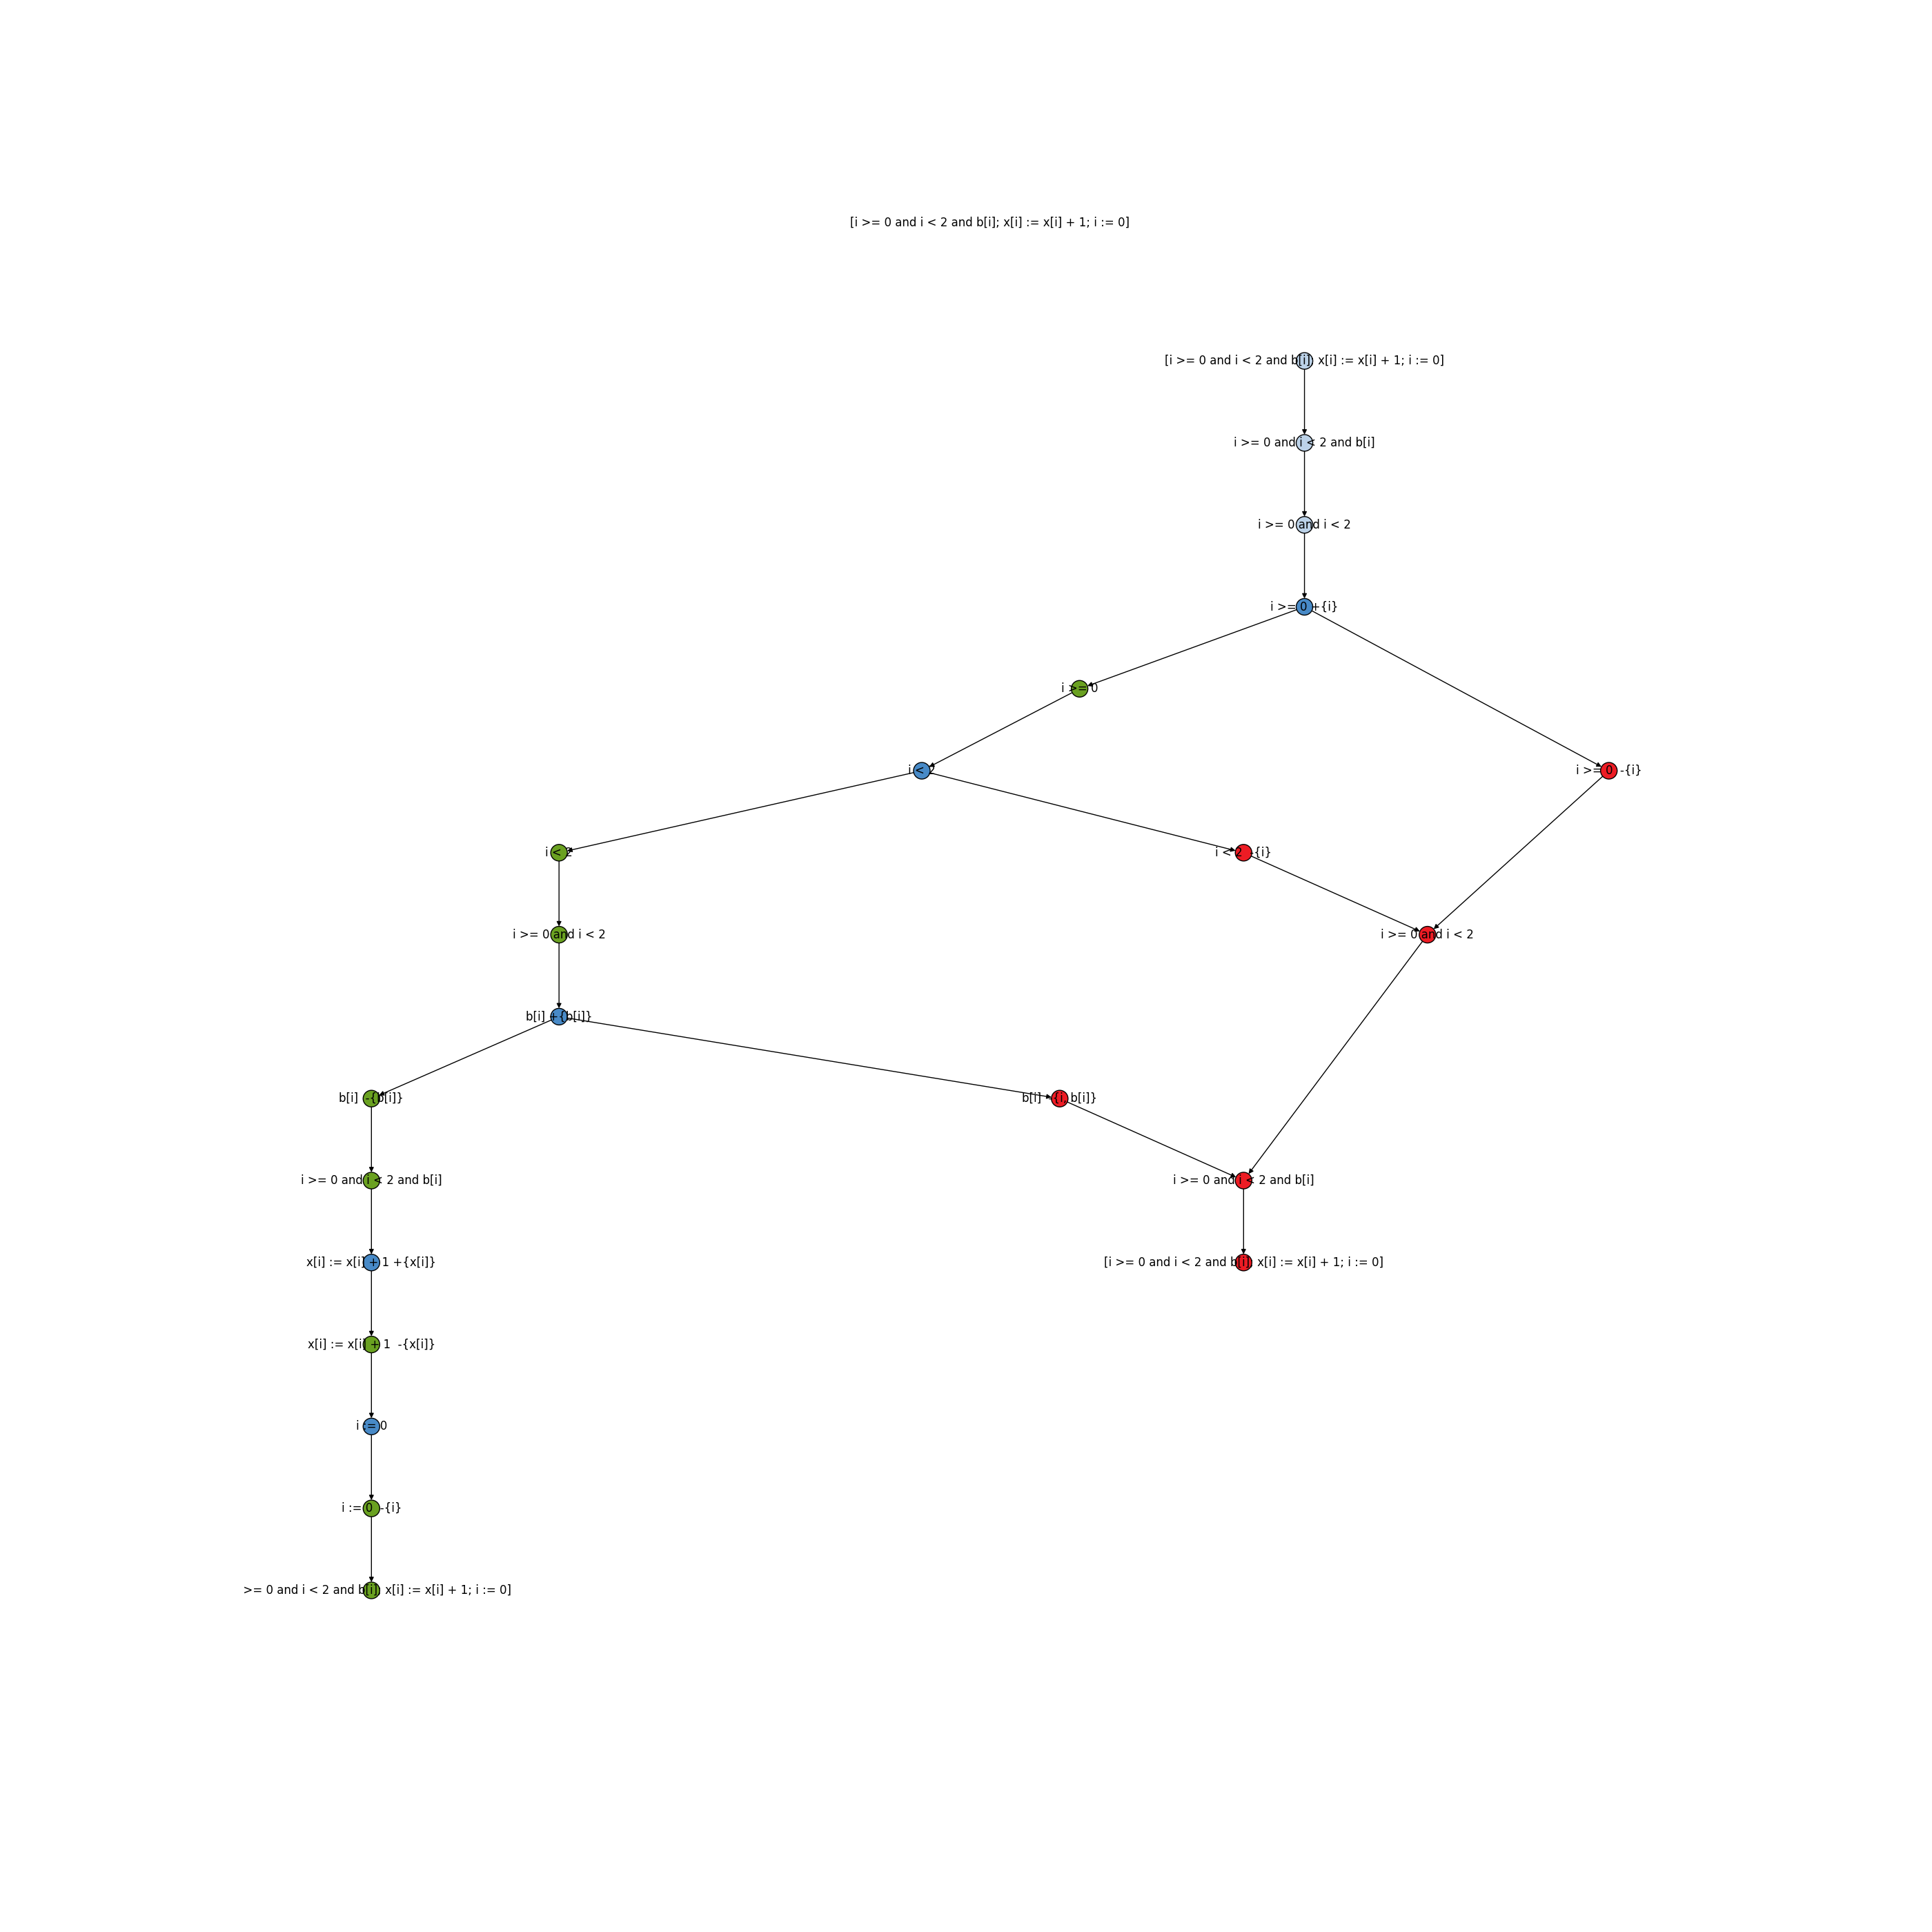 [i >= 0 and i < 2 and b[i]; x[i] := x[i] + 1; i := 0]
[i >= 0 and i < 2 and b[i]; x[i] := x[i] + 1; i := 0]
i >= 0 and i < 2 and b[i]
i >= 0 and i < 2
i >= 0 +{i}
i >= 0
i < 2
i >= 0 -{i}
i < 2
i < 2 -{i}
i >= 0 and i < 2
i >= 0 and i < 2
b[i] +{b[i]}
b[i] -{b[i]}
b[i] -{i, b[i]}
i >= 0 and i < 2 and b[i]
i >= 0 and i < 2 and b[i]
x[i] := x[i] + 1 +{x[i]}
[i >= 0 and i < 2 and b[i]; x[i] := x[i] + 1; i := 0]
x[i] := x[i] + 1 -{x[i]}
i := 0
i := 0 -{i}
>= 0 and i < 2 and b[i]; x[i] := x[i] + 1; i := 0]